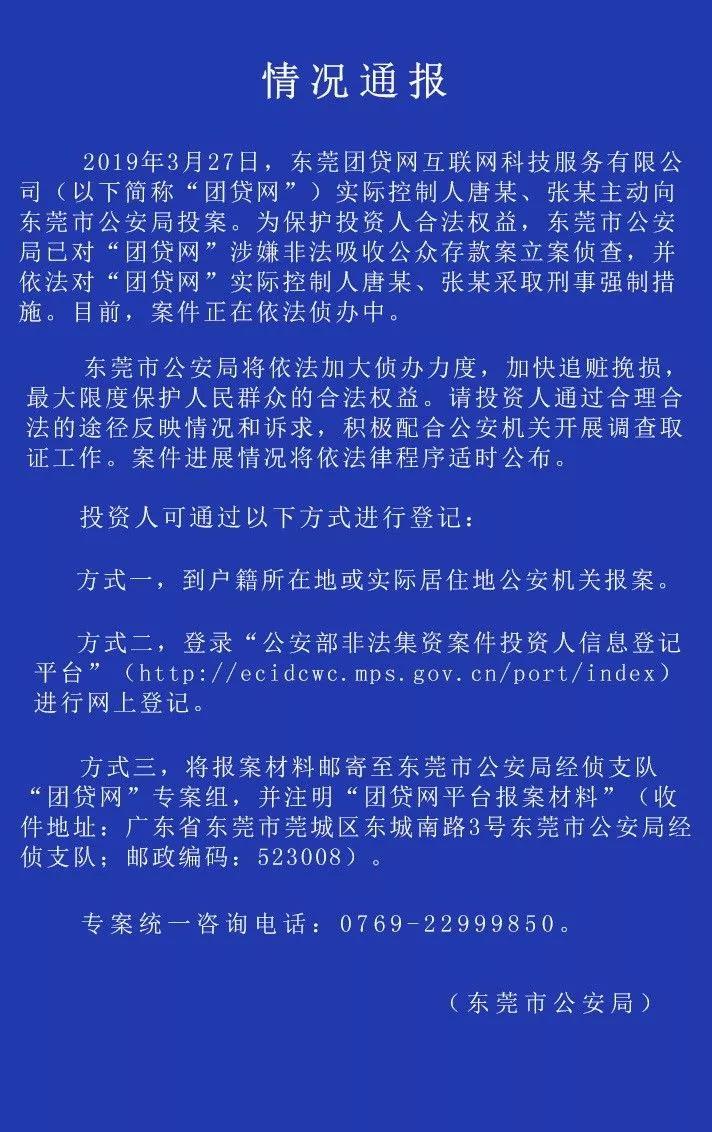 情况通报
2019年3月27日，东莞团贷网互联网科技服务有限公
司（以下简称“团贷网”）实际控制人唐某、张某主动向
东莞市公安局投案。为保护投资人合法权益，东莞市公安
局已对“团贷网”涉嫌非法吸收公众存款案立案侦查，并
依法对“团贷网”实际控制人唐某、张某采取刑事强制措
施。目前，案件正在依法侦办中。
东莞市公安局将依法加大侦办力度，加快追赃挽损，
最大限度保护人民群众的合法权益。请投资人通过合理合
法的途径反映情况和诉求，积极配合公安机关开展调查取
证工作。案件进展情况将依法律程序适时公布。
投资人可通过以下方式进行登记：
方式一，到户籍所在地或实际居住地公安机关报案。
方式二，登录“公安部非法集资案件投资人信息登记
平台”（http://ecidcwc.mps.gov.cn/port/index）
进行网上登记。
方式三，将报案材料邮寄至东莞市公安局经侦支队
“团贷网”专案组，并注明“团贷网平台报案材料”（收
件地址：广东省东莞市莞城区东城南路3号东莞市公安局经
侦支队；邮政编码：523008）。
专案统一咨询电话：0769-22999850。
（东莞市公安局）